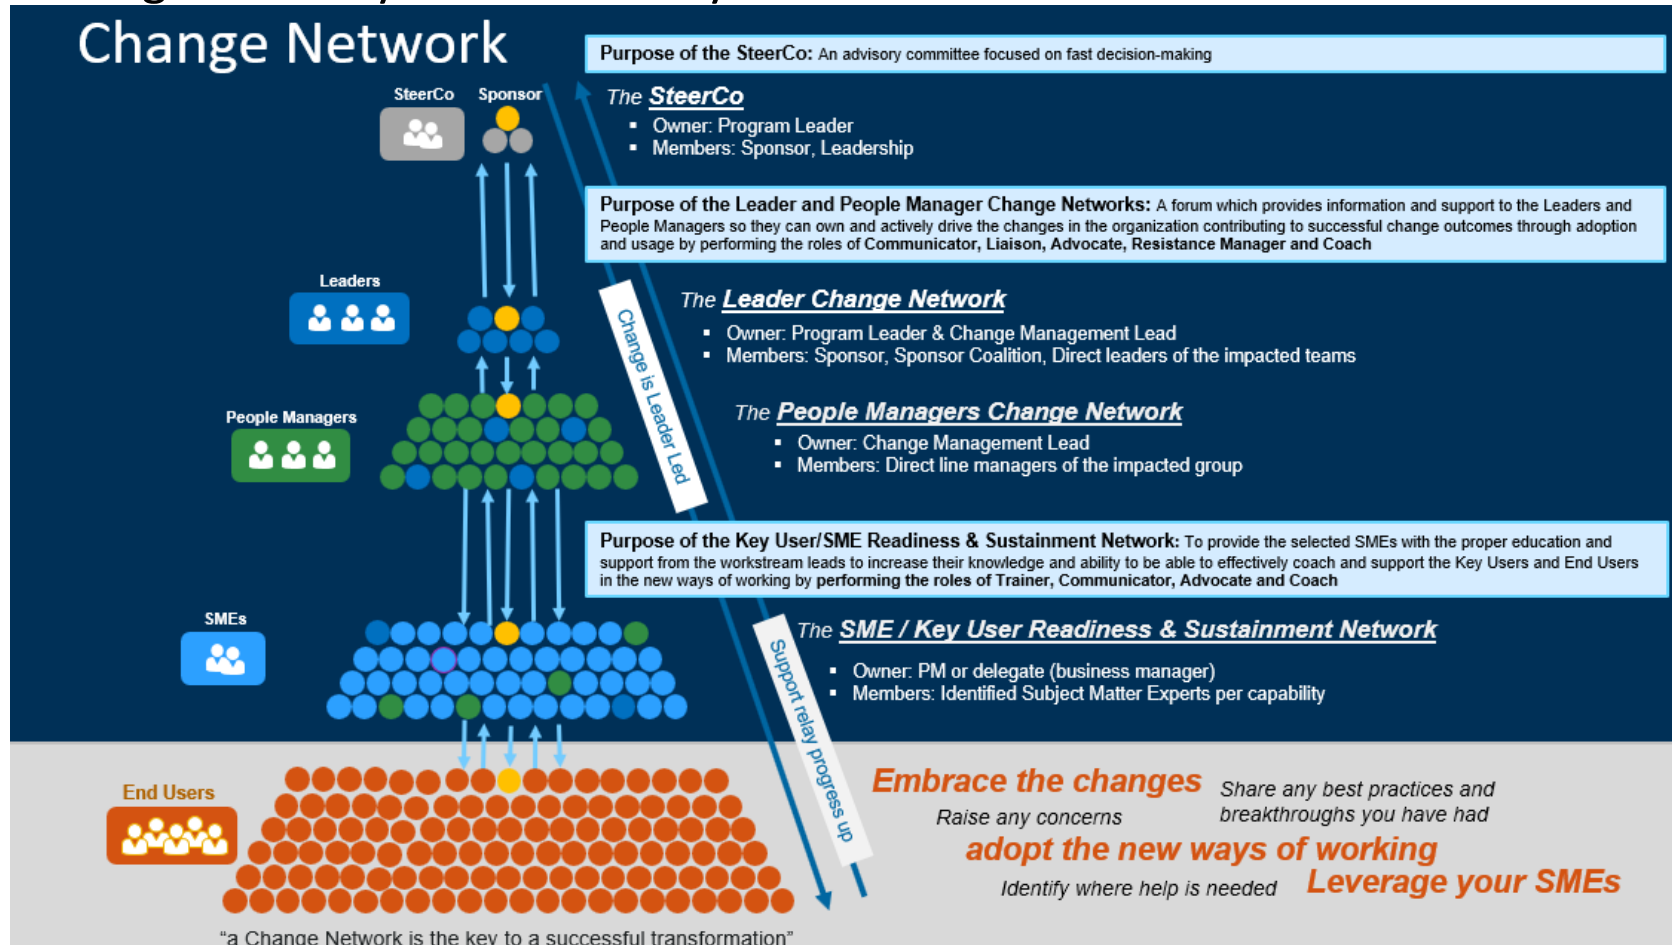 Change Network
Purpose of the SteerCo: An advisory committee focused on fast decision-making
SteerCo
Sponsor
The SteerCo
▪ Owner: Program Leader
▪ Members: Sponsor, Leadership
Purpose of the Leader and People Manager Change Networks: A forum which provides information and support to the Leaders and
People Managers so they can own and actively drive the changes in the organization contributing to successful change outcomes through adoption
and usage by performing the roles of Communicator, Liaison, Advocate, Resistance Manager and Coach
Leaders
The Leader Change Network
▪ Owner: Program Leader & Change Management Lead
▪ Members: Sponsor, Sponsor Coalition, Direct leaders of the impacted teams
Change is Leader Led
People Managers
The People Managers Change Network
▪ Owner: Change Management Lead
▪ Members: Direct line managers of the impacted group
Purpose of the Key User/SME Readiness & Sustainment Network: To provide the selected SMEs with the proper education and
support from the workstream leads to increase their knowledge and ability to be able to effectively coach and support the Key Users and End Users
in the new ways of working by performing the roles of Trainer, Communicator, Advocate and Coach
SMEs
The SME / Key User Readiness & Sustainment Network
▪ Owner: PM or delegate (business manager)
▪ Members: Identified Subject Matter Experts per capability
Support relay progress up
End Users
Embrace the changes
Share any best practices and
breakthroughs you have had
Raise any concerns
adopt the new ways of working
Identify where help is needed
Leverage your SMEs
“a Change Network is the key to a successful transformation”